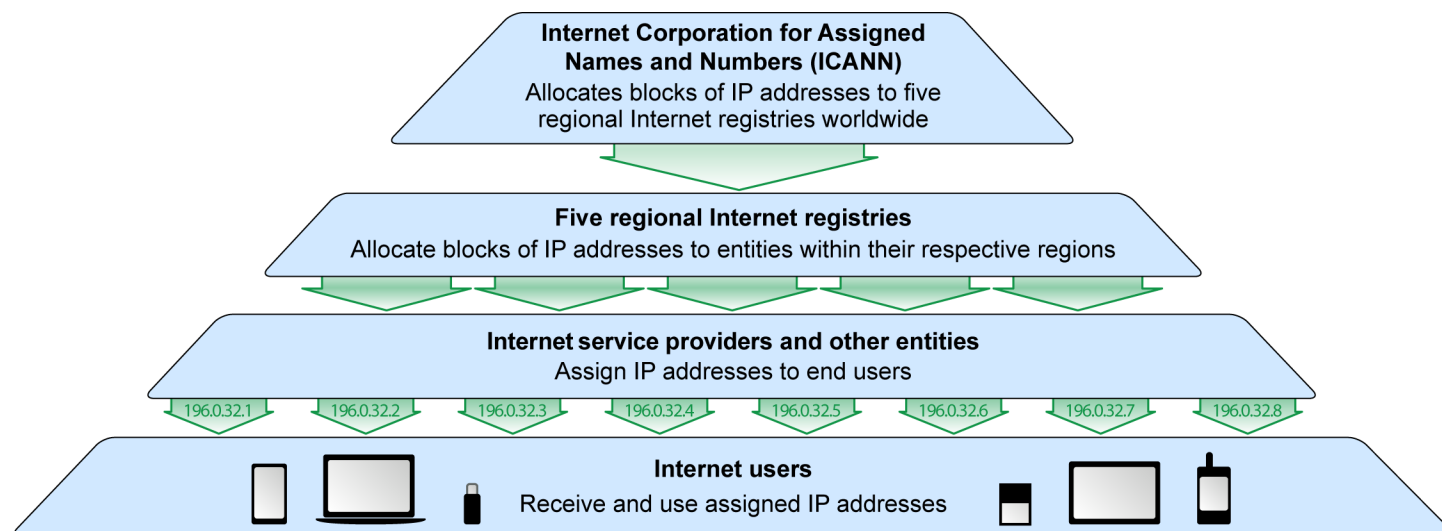 Internet Corporation for Assigned
Names and Numbers (ICANN)
Allocates blocks of IP addresses to five
regional Internet registries worldwide
Five regional Internet registries
Allocate blocks of IP addresses to entities within their respective regions
Internet service providers and other entities
Assign IP addresses to end users
196.0.32.1 196.0.32.2 196.0.32.3 196.0.32.4 196.0.32.5 196.0.32.6 196.0.32.7 196.0.32.8
Internet users
Receive and use assigned IP addresses